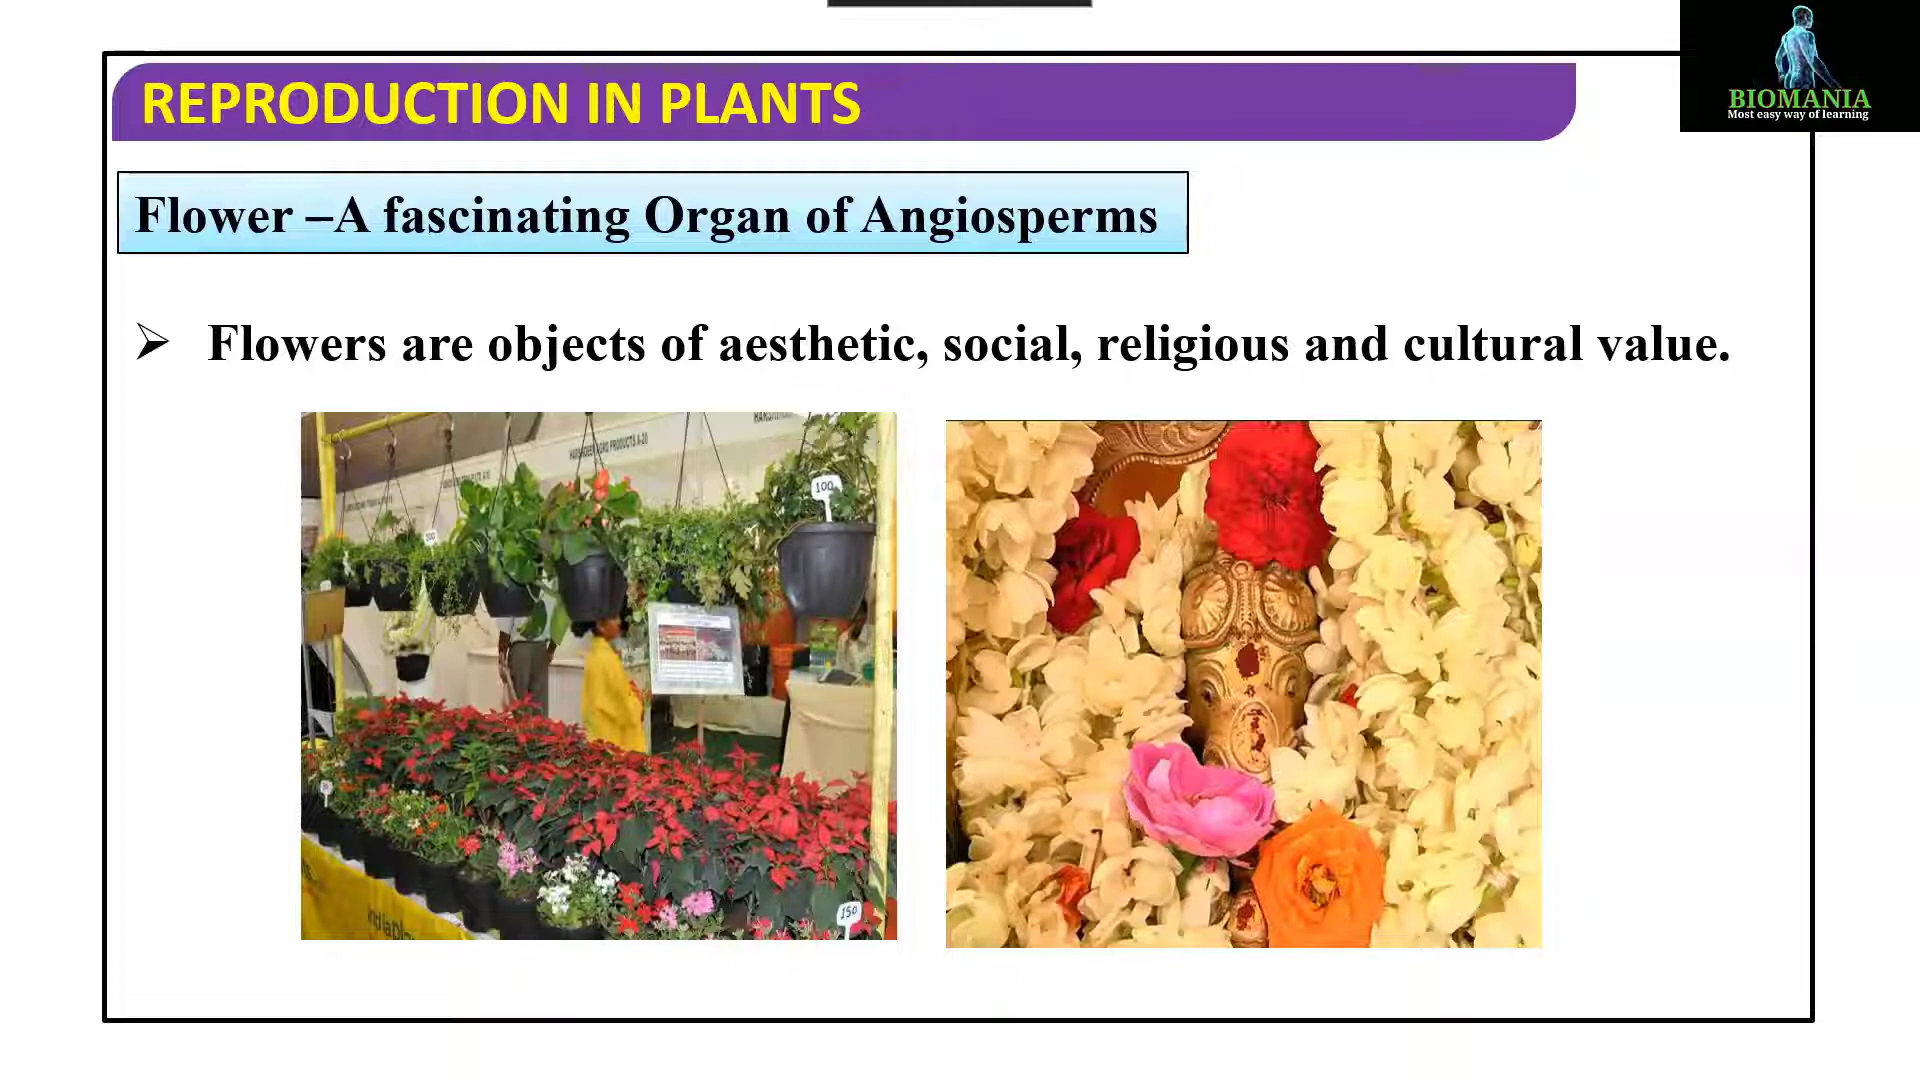 REPRODUCTION IN PLANTS
BIOMANIA
Most easy way of learning
Flower –A fascinating Organ of Angiosperms
Flowers are objects of aesthetic, social, religious and cultural value.
100
150